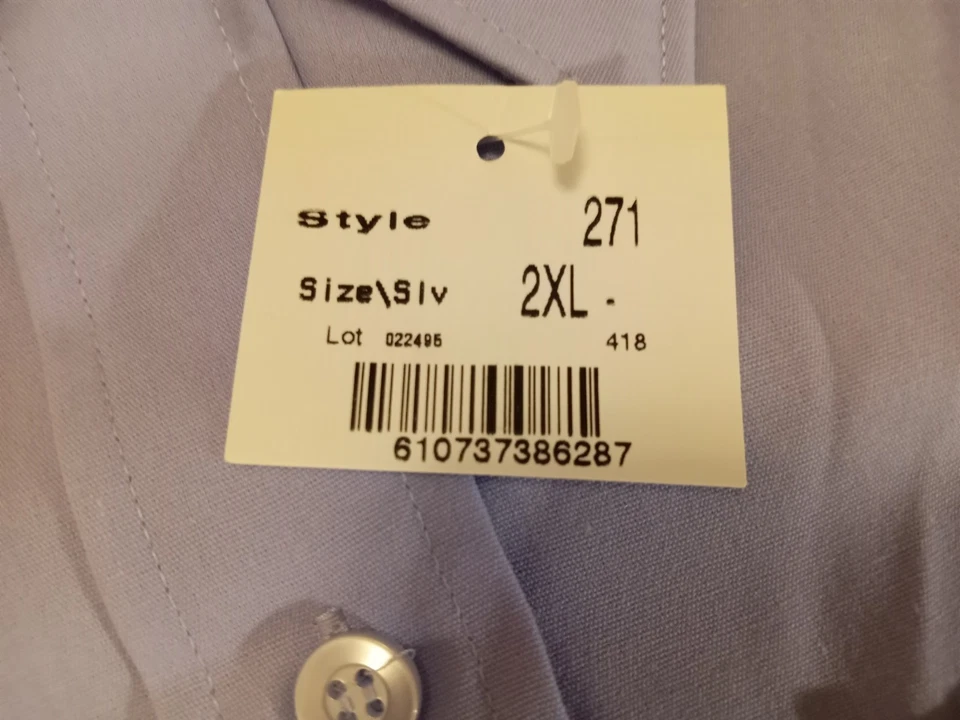 Style 271
Size\Slv 2XL -
Lot 022495 418
610737386287